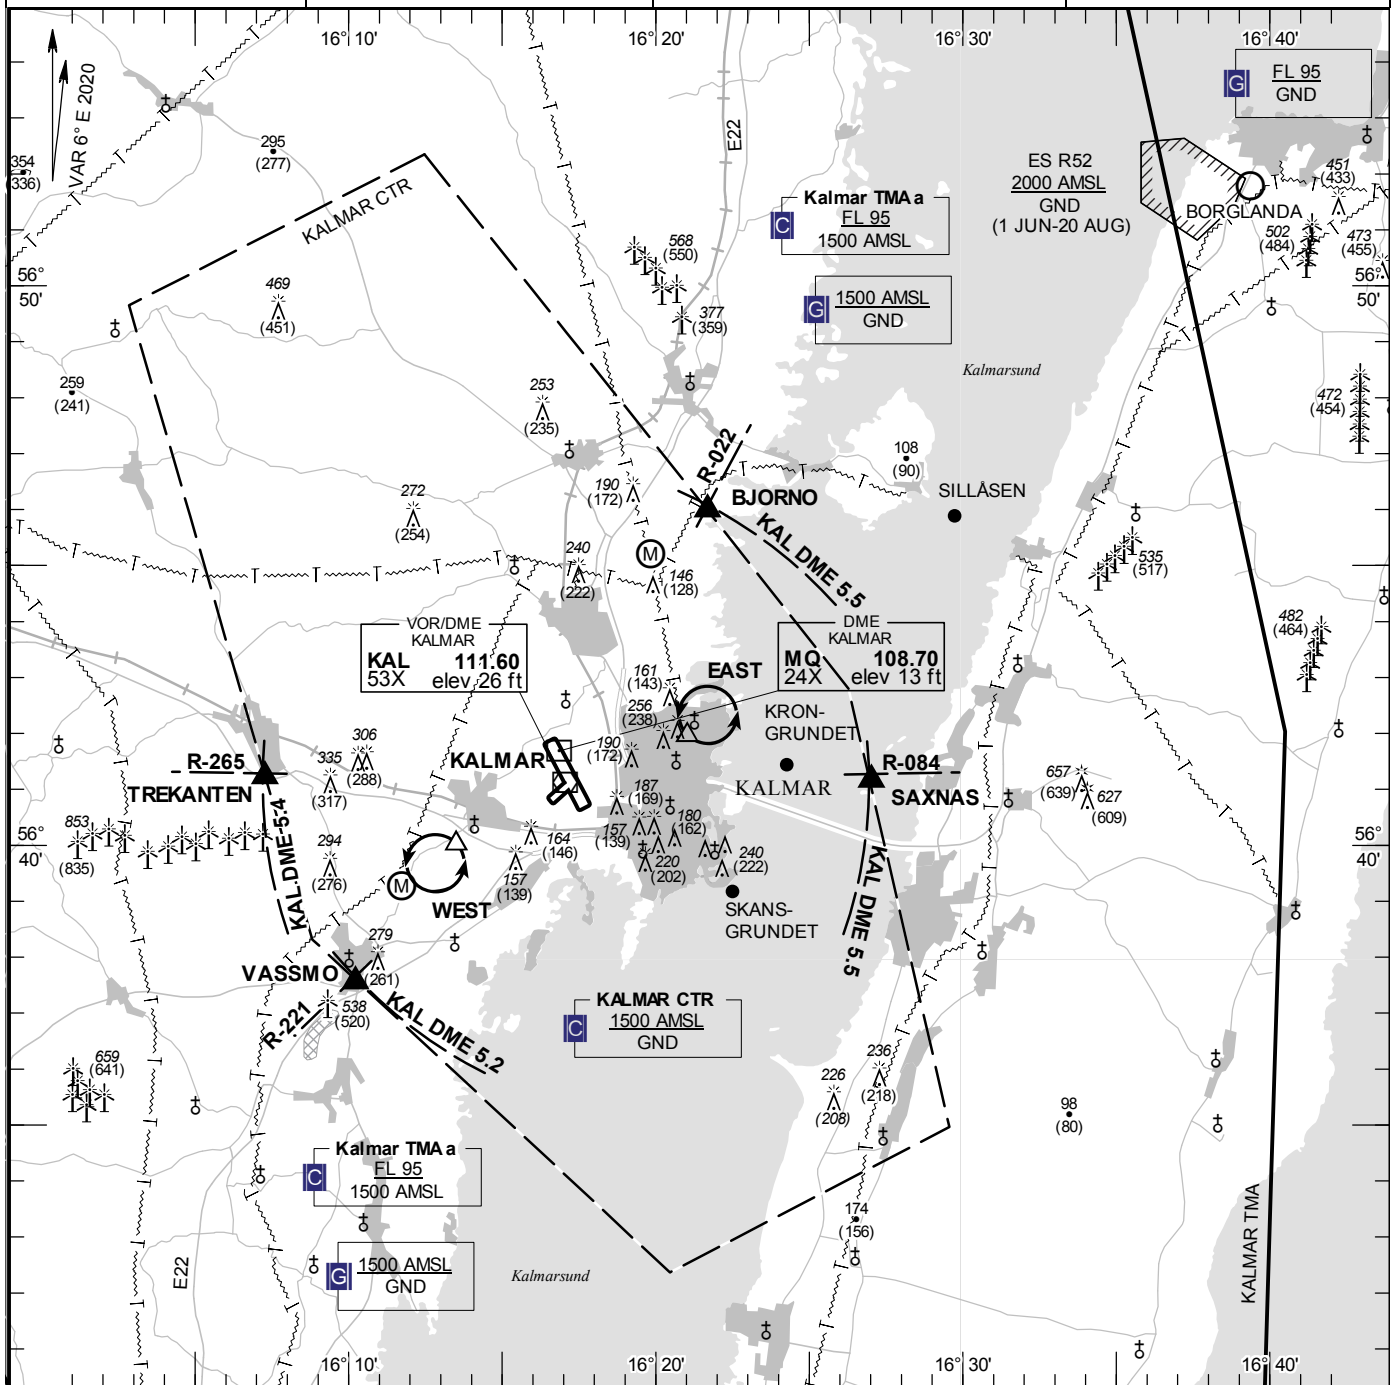 16°10'
16°20'
16°30'
16°40'
VAR 6° E 2020
E22
G
FL 95
GND
354
(336)
295
(277)
KALMAR CTR
ES R52
2000 AMSL
GND
(1 JUN-20 AUG)
451
(433)
BORGLANDA
502
(484)
473
(455)
C
Kalmar TMA a
FL 95
1500 AMSL
568
(550)
56°
50'
56°
50'
469
(451)
377
(359)
G
1500 AMSL
GND
Kalmarsund
259
(241)
253
(235)
472
(454)
R-022
108
(90)
190
(172)
BJORNO
SILLÅSEN
272
(254)
KAL DME 5.5
M
240
(222)
146
(128)
535
(517)
VOR/DME
KALMAR
KAL 111.60
53X elev 26 ft
DME
KALMAR
MQ 108.70
24X elev 13 ft
482
(464)
161
(143)
EAST
256
(238)
KRON-
GRUNDET
306
(288)
R-265
335
(317)
KALMAR
190
(172)
KALMAR
R-084
TREKANTEN
SAXNAS
657
(639)
627
(609)
187
(169)
180
(162)
853
(835)
KAL DME 5.4
294
(276)
164
(146)
157
(139)
157
(139)
220
(202)
240
(222)
56°
40'
56°
40'
M
WEST
SKANS-
GRUNDET
KAL DME 5.5
279
(261)
VASSMO
538
(520)
R-221
KAL DME 5.2
C
KALMAR CTR
1500 AMSL
GND
659
(641)
236
(218)
226
(208)
98
(80)
C
Kalmar TMA a
FL 95
1500 AMSL
174
(156)
KALMAR TMA
E22
G
1500 AMSL
GND
Kalmarsund
16°10'
16°20'
16°30'
16°40'